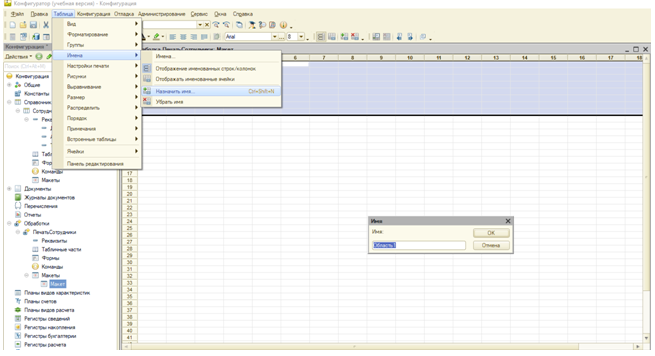 Конфигуратор (учебная версия) - Конфигурация
Файл Правка Таблица Конфигурация Отладка Администрирование Сервис Окна Справка
Arial 8
Конфигурация *
Действия
Конфигурация
Общие
Константы
Справочник
Сотрудн
Рекв
Табл
Фор
Команды
Макеты
Документы
Журналы документов
Перечисления
Отчеты
Обработки
ПечатьСотрудники
Реквизиты
Табличные части
Формы
Команды
Макеты
Макет
Планы видов характеристик
Планы счетов
Планы видов расчета
Регистры сведений
Регистры накопления
Регистры бухгалтерии
Регистры расчета
Вид
Форматирование
Группы
Имена
Настройки печати
Рисунки
Выравнивание
Размер
Распределить
Порядок
Примечания
Встроенные таблицы
Ячейки
Панель редактирования
Имена...
Отображение именованных строк/колонок
Отображать именованные ячейки
Назначить имя... Ctrl+Shift+N
Убрать имя
ПечатьСотрудники: Макет
6 7 8 9 10 11 12 13 14 15 16 17 18
17
18
19
20
21
22
23
24
25
26
27
28
29
30
31
32
33
34
35
36
37
38
39
40
41
Имя
Имя:
Область1
OK
Отмена